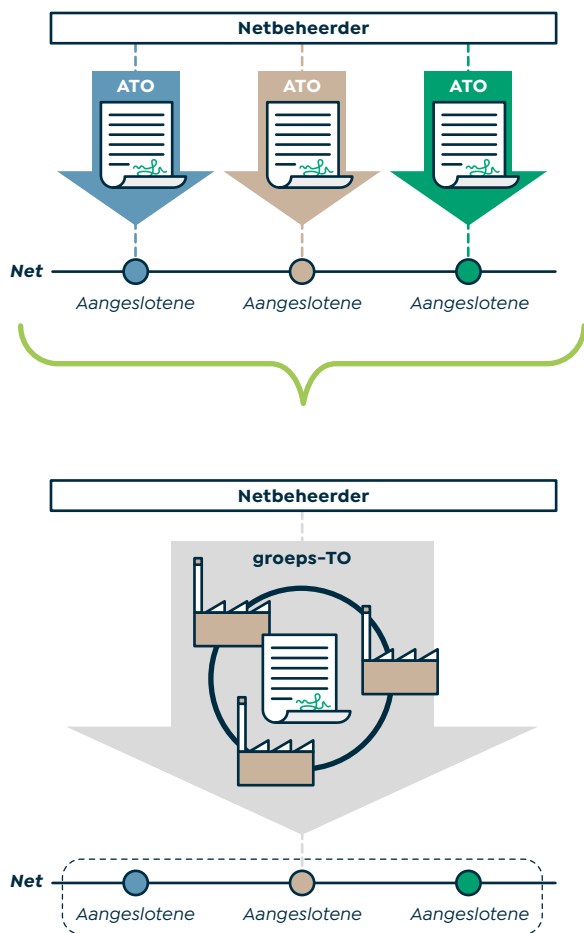 Netbeheerder
ATO ATO ATO
Net
Aangeslotene Aangeslotene Aangeslotene
Netbeheerder
groeps-TO
Net
Aangeslotene Aangeslotene Aangeslotene